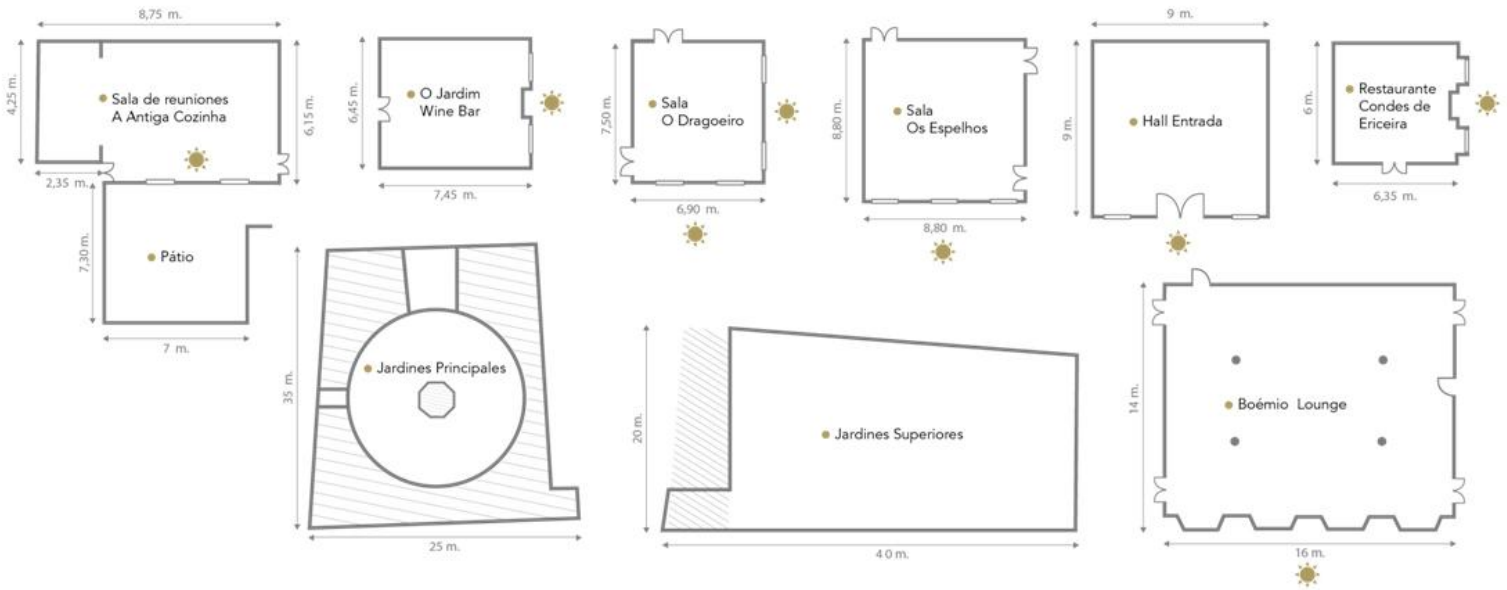 8,75 m.
4,25 m.
Sala de reuniones
A Antiga Cozinha
6,15 m.
2,35 m.
7,30 m.
Pátio
7 m.
6,45 m.
O Jardim
Wine Bar
7,45 m.
7,50 m.
Sala
O Dragoeiro
6,90 m.
8,80 m.
Sala
Os Espelhos
8,80 m.
9 m.
9 m.
Hall Entrada
6 m.
Restaurante
Condes de
Ericeira
6,35 m.
35 m.
Jardines Principales
25 m.
20 m.
Jardines Superiores
40 m.
14 m.
Boémio Lounge
16 m.